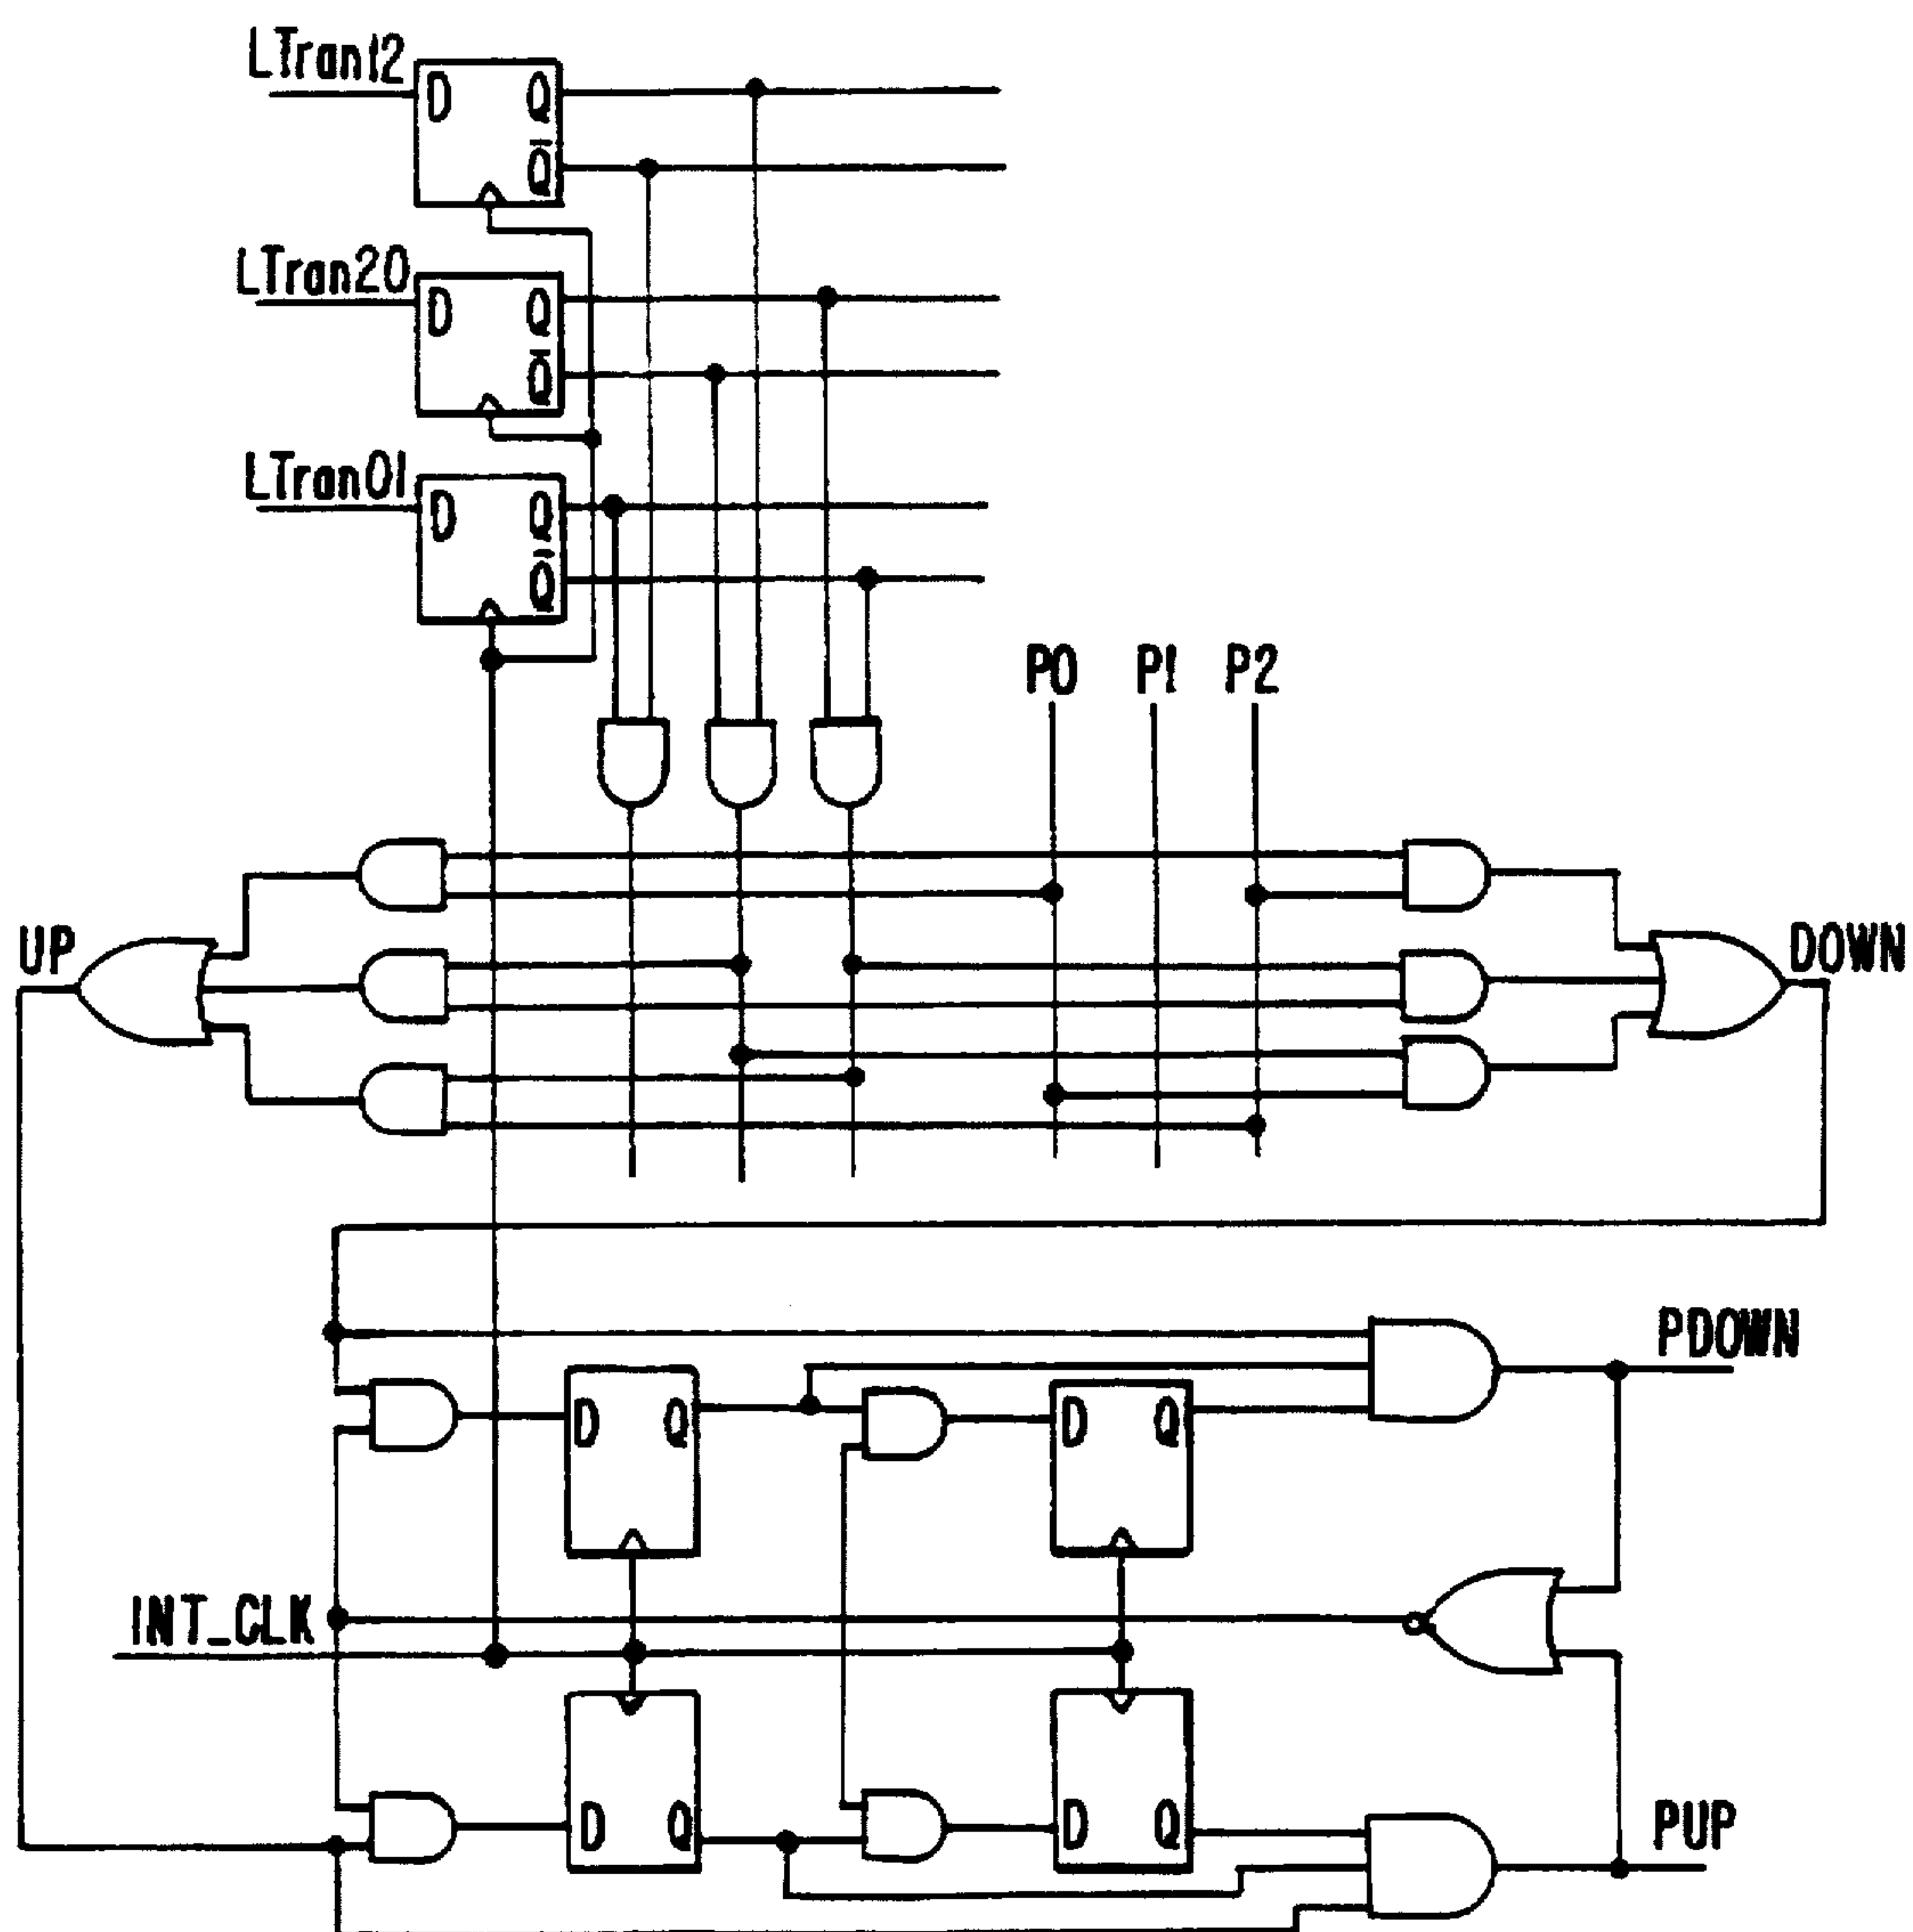 LTran12
D Q
Q̅
LTran20
D Q
Q̅
LTran01
D Q
Q̅
P0 P1 P2
UP
DOWN
PDOWN
D Q
D Q
INT_CLK
D Q
D Q
PUP